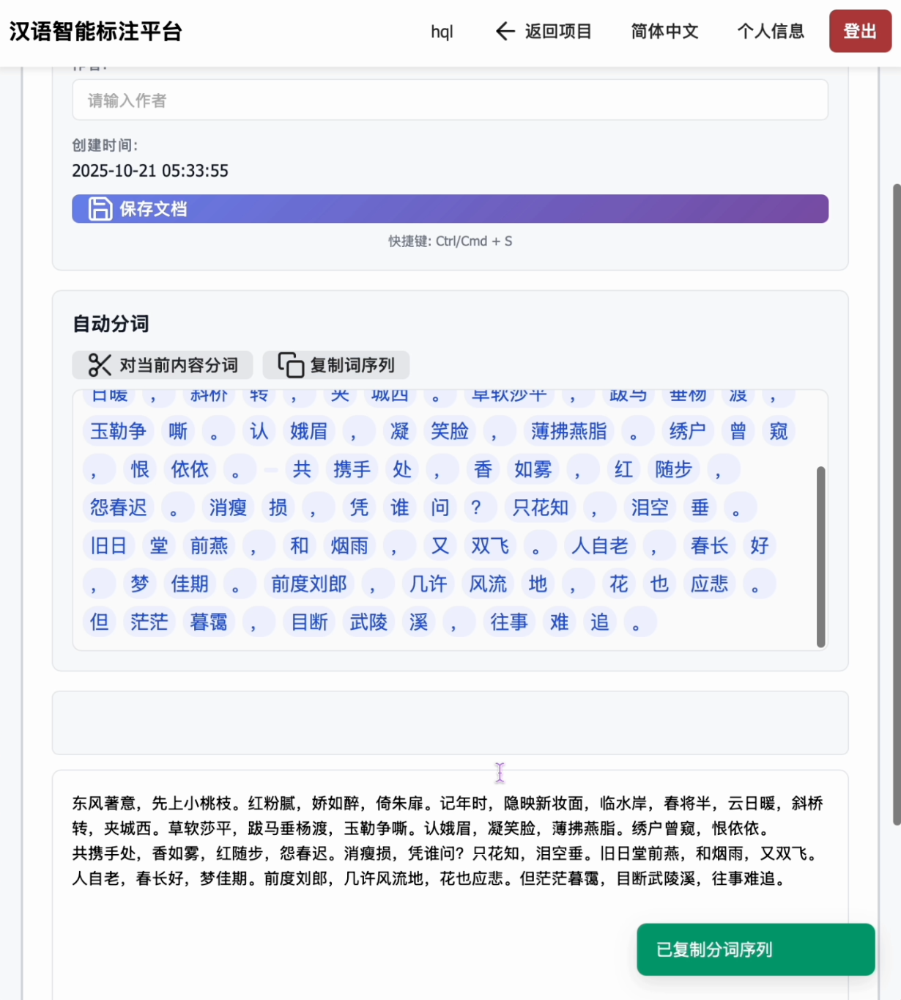 汉语智能标注平台 hql 返回项目 简体中文 个人信息 登出
作者:
请输入作者
创建时间:
2025-10-21 05:33:55
保存文档
快捷键: Ctrl/Cmd + S
自动分词
对当前内容分词 复制词序列
日暖 ， 斜桥 转 ， 夹 城西 。 草软莎平 ， 跋马 垂杨 渡 ，
玉勒争 嘶 。 认 娥眉 ， 凝 笑脸 ， 薄拂燕脂 。 绣户 曾 窥
， 恨 依依 。 共 携手 处 ， 香 如雾 ， 红 随步 ，
怨春迟 。 消瘦 损 ， 凭 谁 问 ？ 只花知 ， 泪空 垂 。
旧日 堂 前燕 ， 和 烟雨 ， 又 双飞 。 人自老 ， 春长 好
， 梦 佳期 。 前度刘郎 ， 几许 风流 地 ， 花 也 应悲 。
但 茫茫 暮霭 ， 目断 武陵 溪 ， 往事 难 追 。
东风著意，先上小桃枝。红粉腻，娇如醉，倚朱扉。记年时，隐映新妆面，临水岸，春将半，云日暖，斜桥
转，夹城西。草软莎平，跋马垂杨渡，玉勒争嘶。认娥眉，凝笑脸，薄拂燕脂。绣户曾窥，恨依依。
共携手处，香如雾，红随步，怨春迟。消瘦损，凭谁问？只花知，泪空垂。旧日堂前燕，和烟雨，又双飞。
人自老，春长好，梦佳期。前度刘郎，几许风流地，花也应悲。但茫茫暮霭，目断武陵溪，往事难追。
已复制分词序列